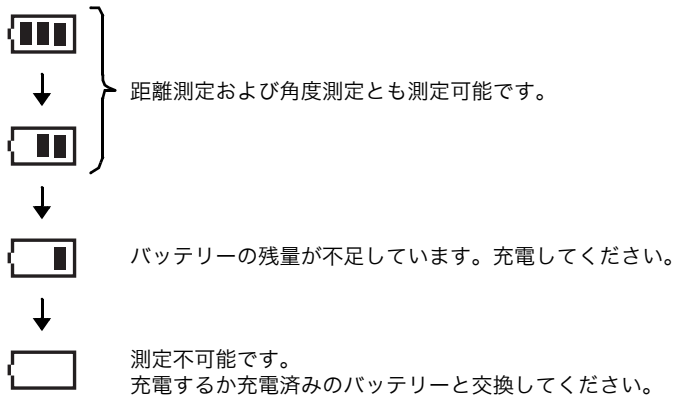 距離測定および角度測定とも測定可能です。
バッテリーの残量が不足しています。充電してください。
測定不可能です。
充電するか充電済みのバッテリーと交換してください。